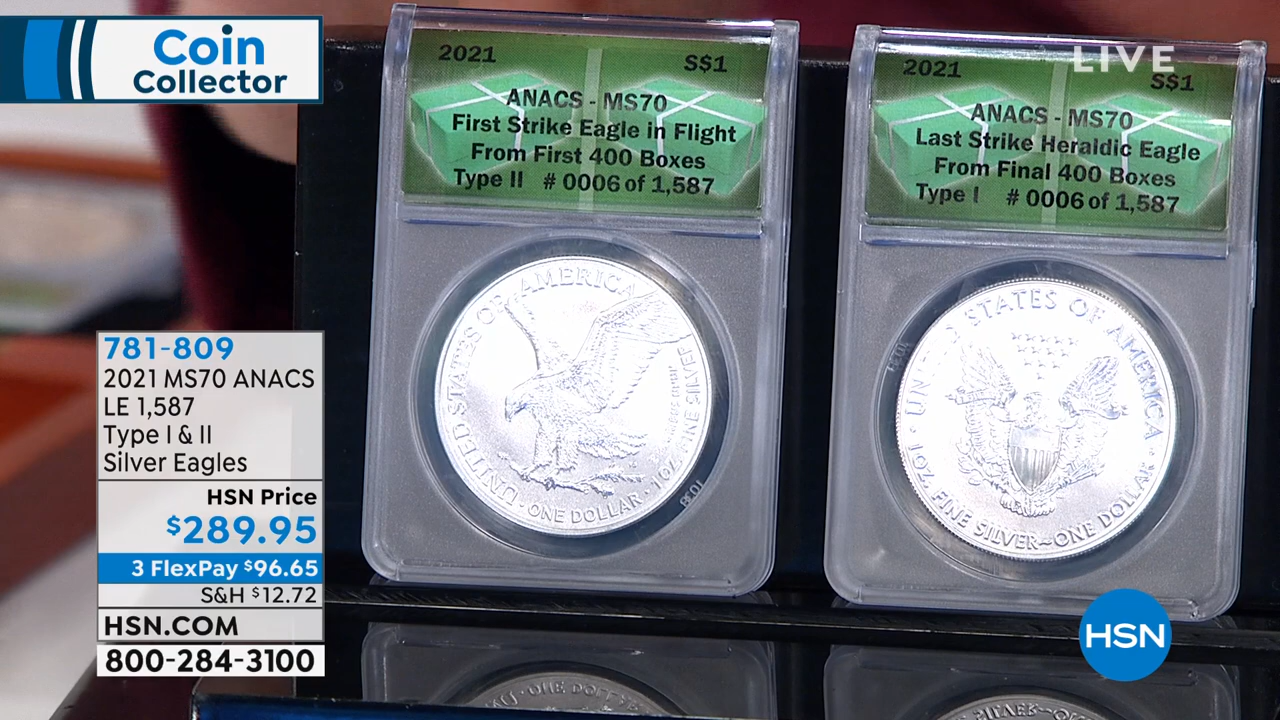 Coin
Collector
LIVE
2021 S$1
ANACS - MS70
First Strike Eagle in Flight
From First 400 Boxes
Type II # 0006 of 1,587
UNITED STATES OF AMERICA
1 OZ. FINE SILVER
ONE DOLLAR
2021 S$1
ANACS - MS70
Last Strike Heraldic Eagle
From Final 400 Boxes
Type I # 0006 of 1,587
UNITED STATES OF AMERICA
1 OZ. FINE SILVER~ONE DOLLAR
781-809
2021 MS70 ANACS
LE 1,587
Type I & II
Silver Eagles
HSN Price
$289.95
3 FlexPay $96.65
S&H $12.72
HSN.COM
800-284-3100
HSN